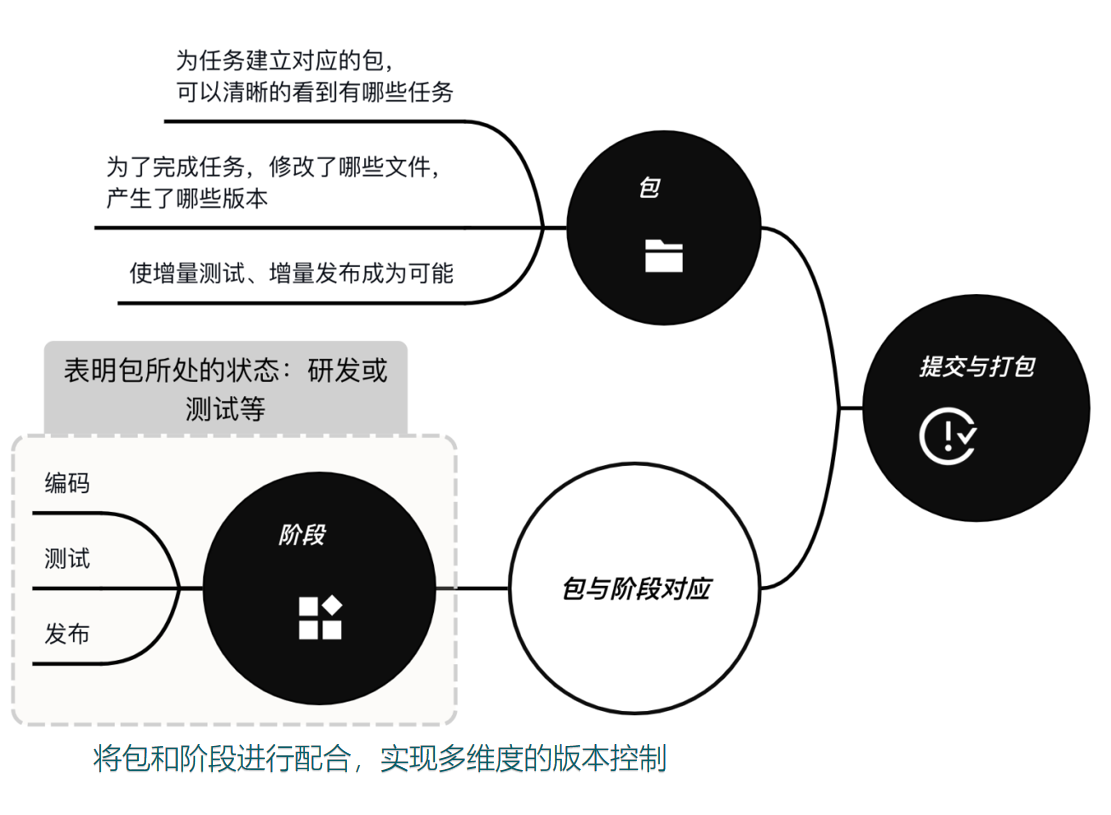 为任务建立对应的包，
可以清晰的看到有哪些任务
为了完成任务，修改了哪些文件，
产生了哪些版本
使增量测试、增量发布成为可能
包
提交与打包
表明包所处的状态：研发或
测试等
编码
测试
发布
阶段
包与阶段对应
将包和阶段进行配合，实现多维度的版本控制